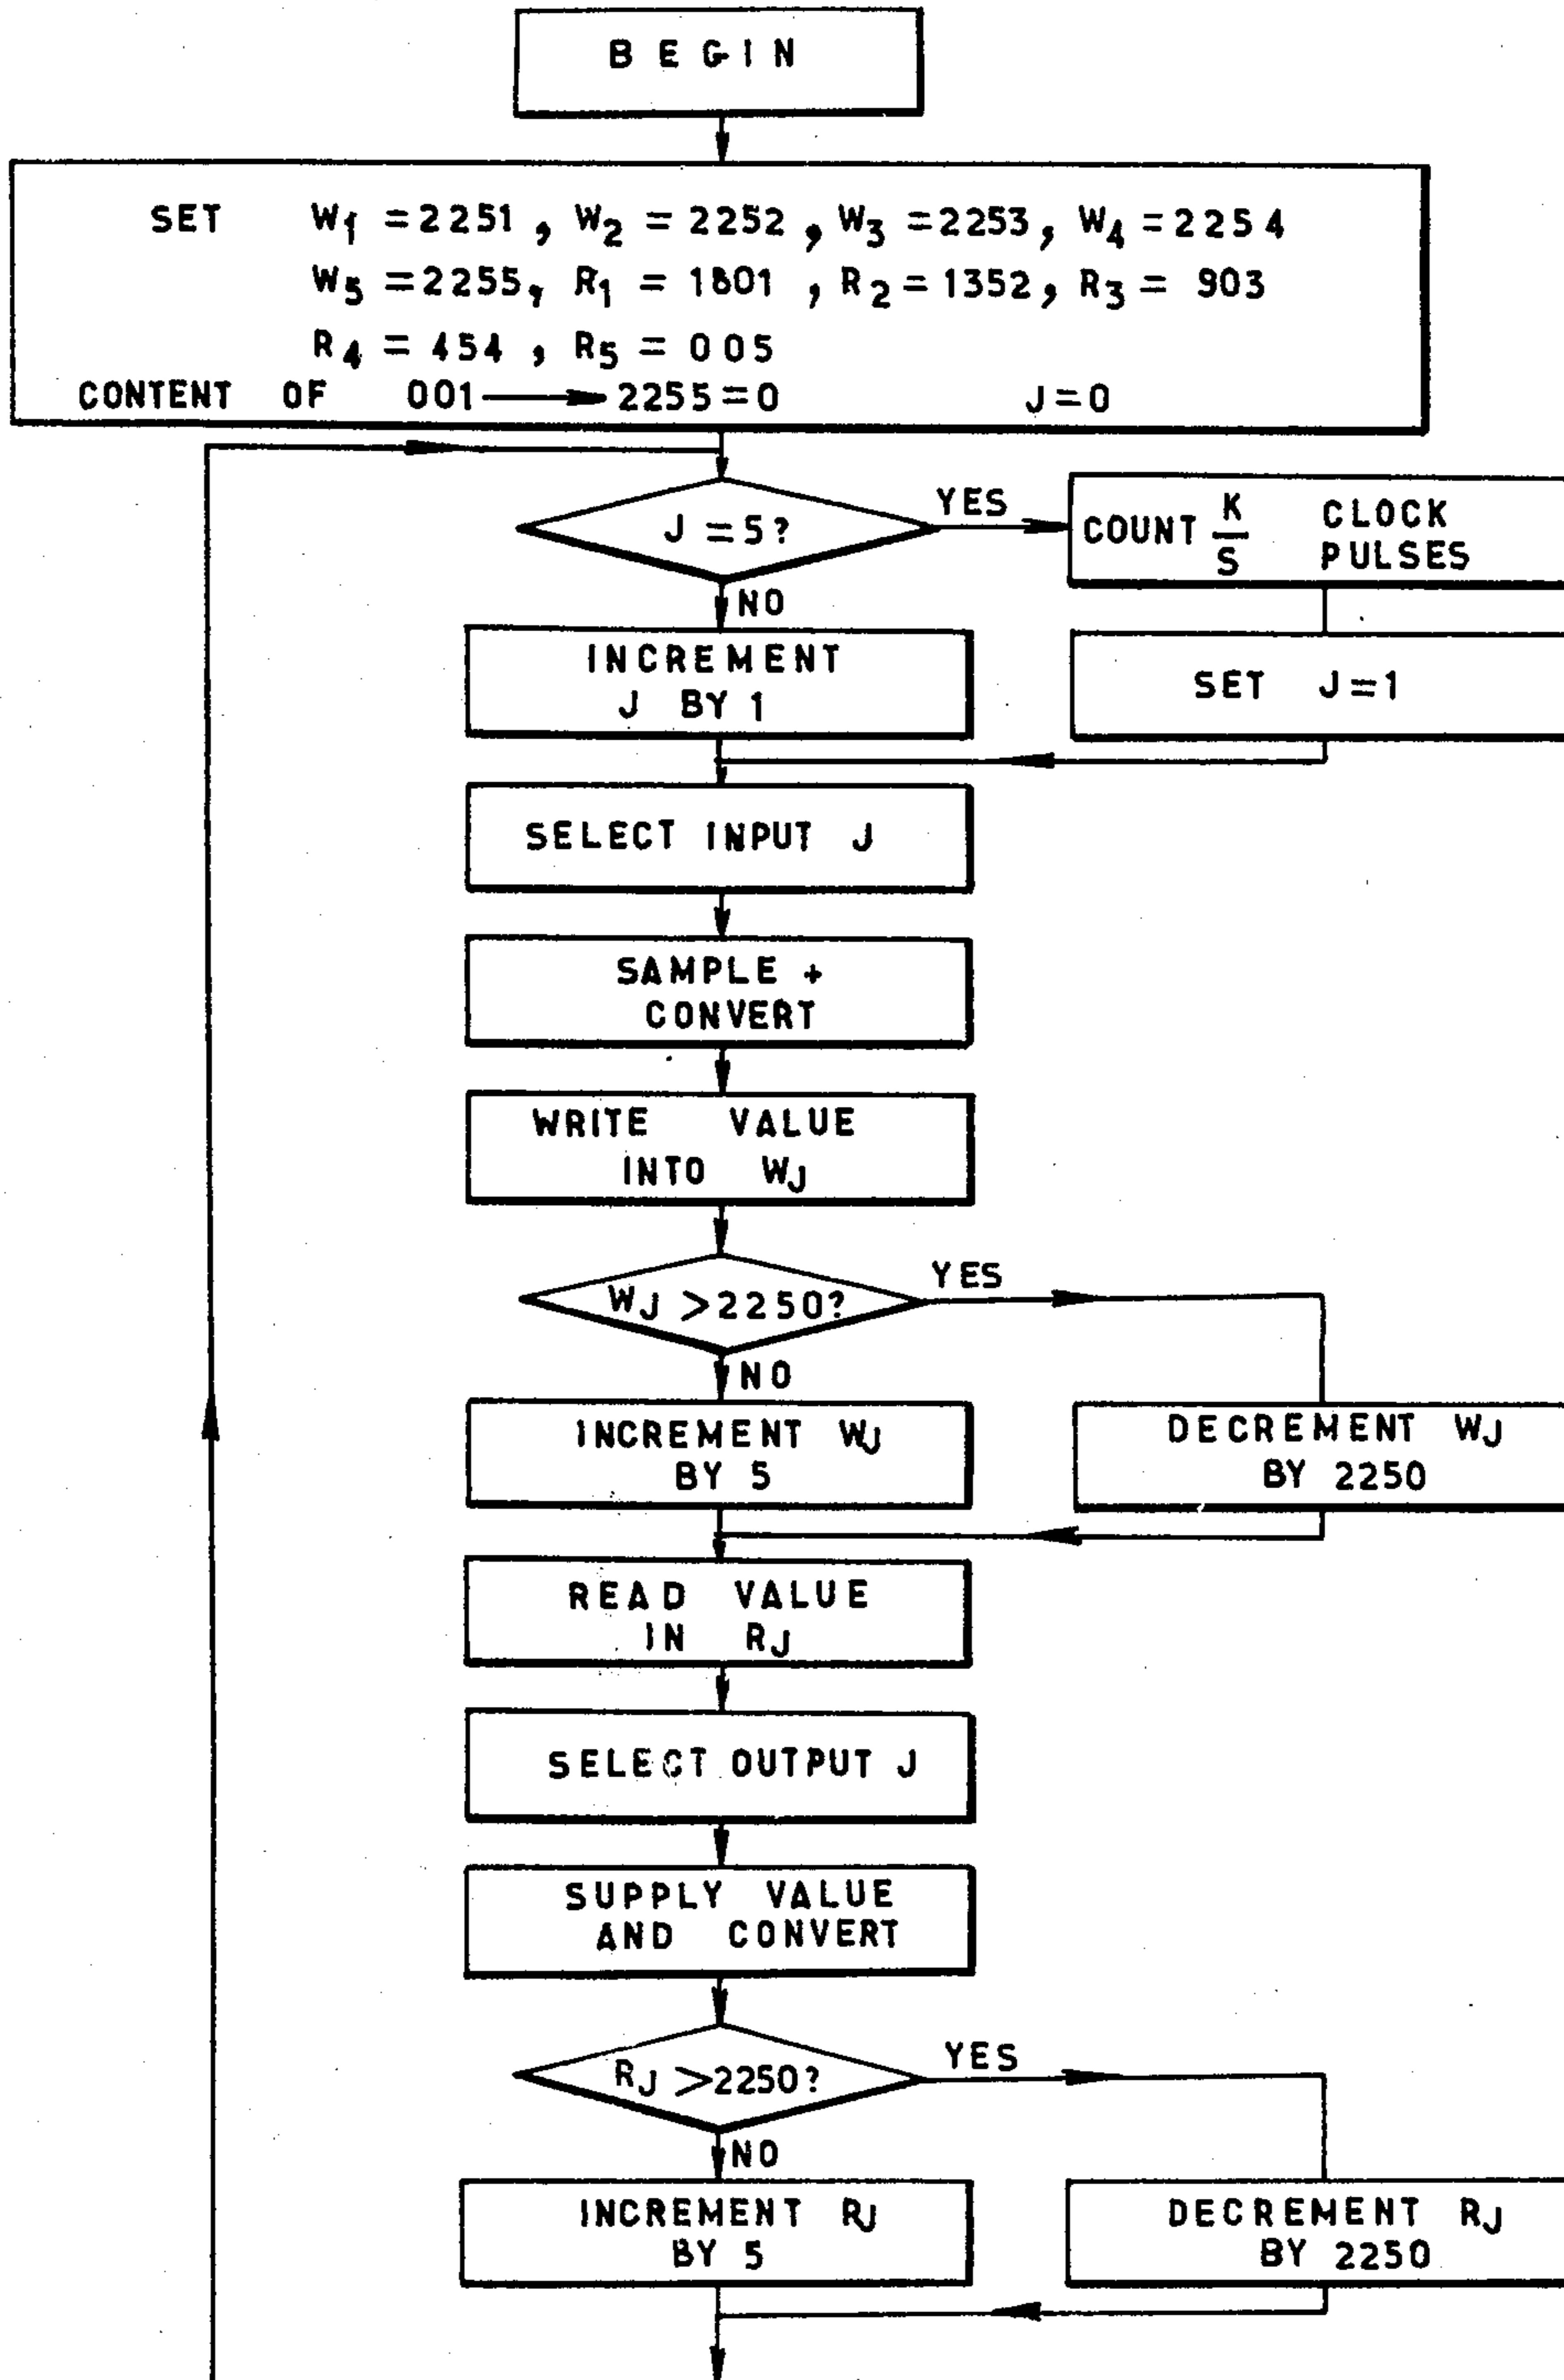 BEGIN
SET W1 =2251 , W2 = 2252 , W3 =2253, W4 =2254
W5 =2255, R1 = 1801 , R2 = 1352, R3 = 903
R4 = 454 , R5 = 005
CONTENT OF 001 → 2255=0 J=0
J =5?
YES
COUNT K/S CLOCK
PULSES
NO
INCREMENT
J BY 1
SET J=1
SELECT INPUT J
SAMPLE +
CONVERT
WRITE VALUE
INTO WJ
WJ >2250?
YES
NO
INCREMENT WJ
BY 5
DECREMENT WJ
BY 2250
READ VALUE
IN RJ
SELECT OUTPUT J
SUPPLY VALUE
AND CONVERT
RJ >2250?
YES
NO
INCREMENT RJ
BY 5
DECREMENT RJ
BY 2250